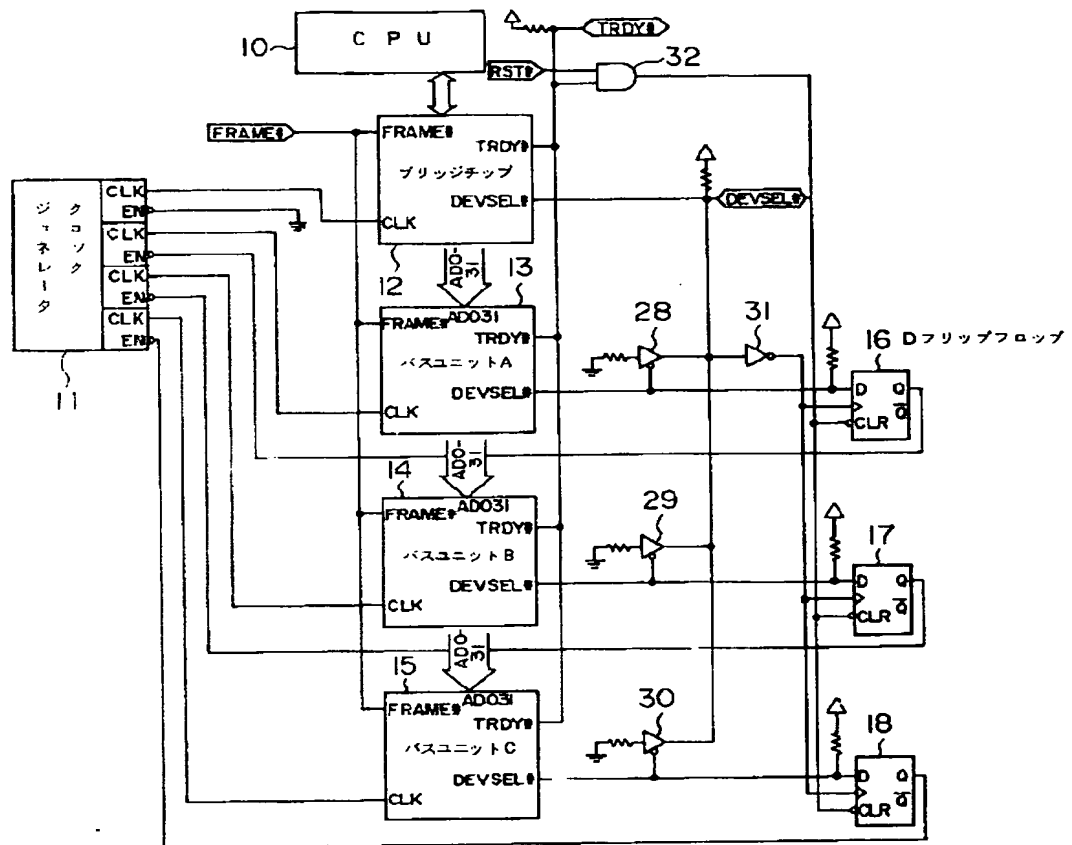 CPU
10
TRDY#
RST#
32
FRAME#
FRAME#
TRDY#
ブリッジチップ
DEVSEL#
CLK
DEVSEL#
クロック
ジェネレータ
CLK
EN
CLK
EN
CLK
EN
CLK
EN
11
12
AD0-
31
13
AD031
FRAME#
TRDY#
バスユニットA
DEVSEL#
CLK
28
31
16 Dフリップフロップ
D Q
Q
CLR
AD0-
31
14
AD031
FRAME#
TRDY#
バスユニットB
DEVSEL#
CLK
29
17
D Q
Q
CLR
AD0-
31
15
AD031
FRAME#
TRDY#
バスユニットC
DEVSEL#
CLK
30
18
D Q
Q
CLR